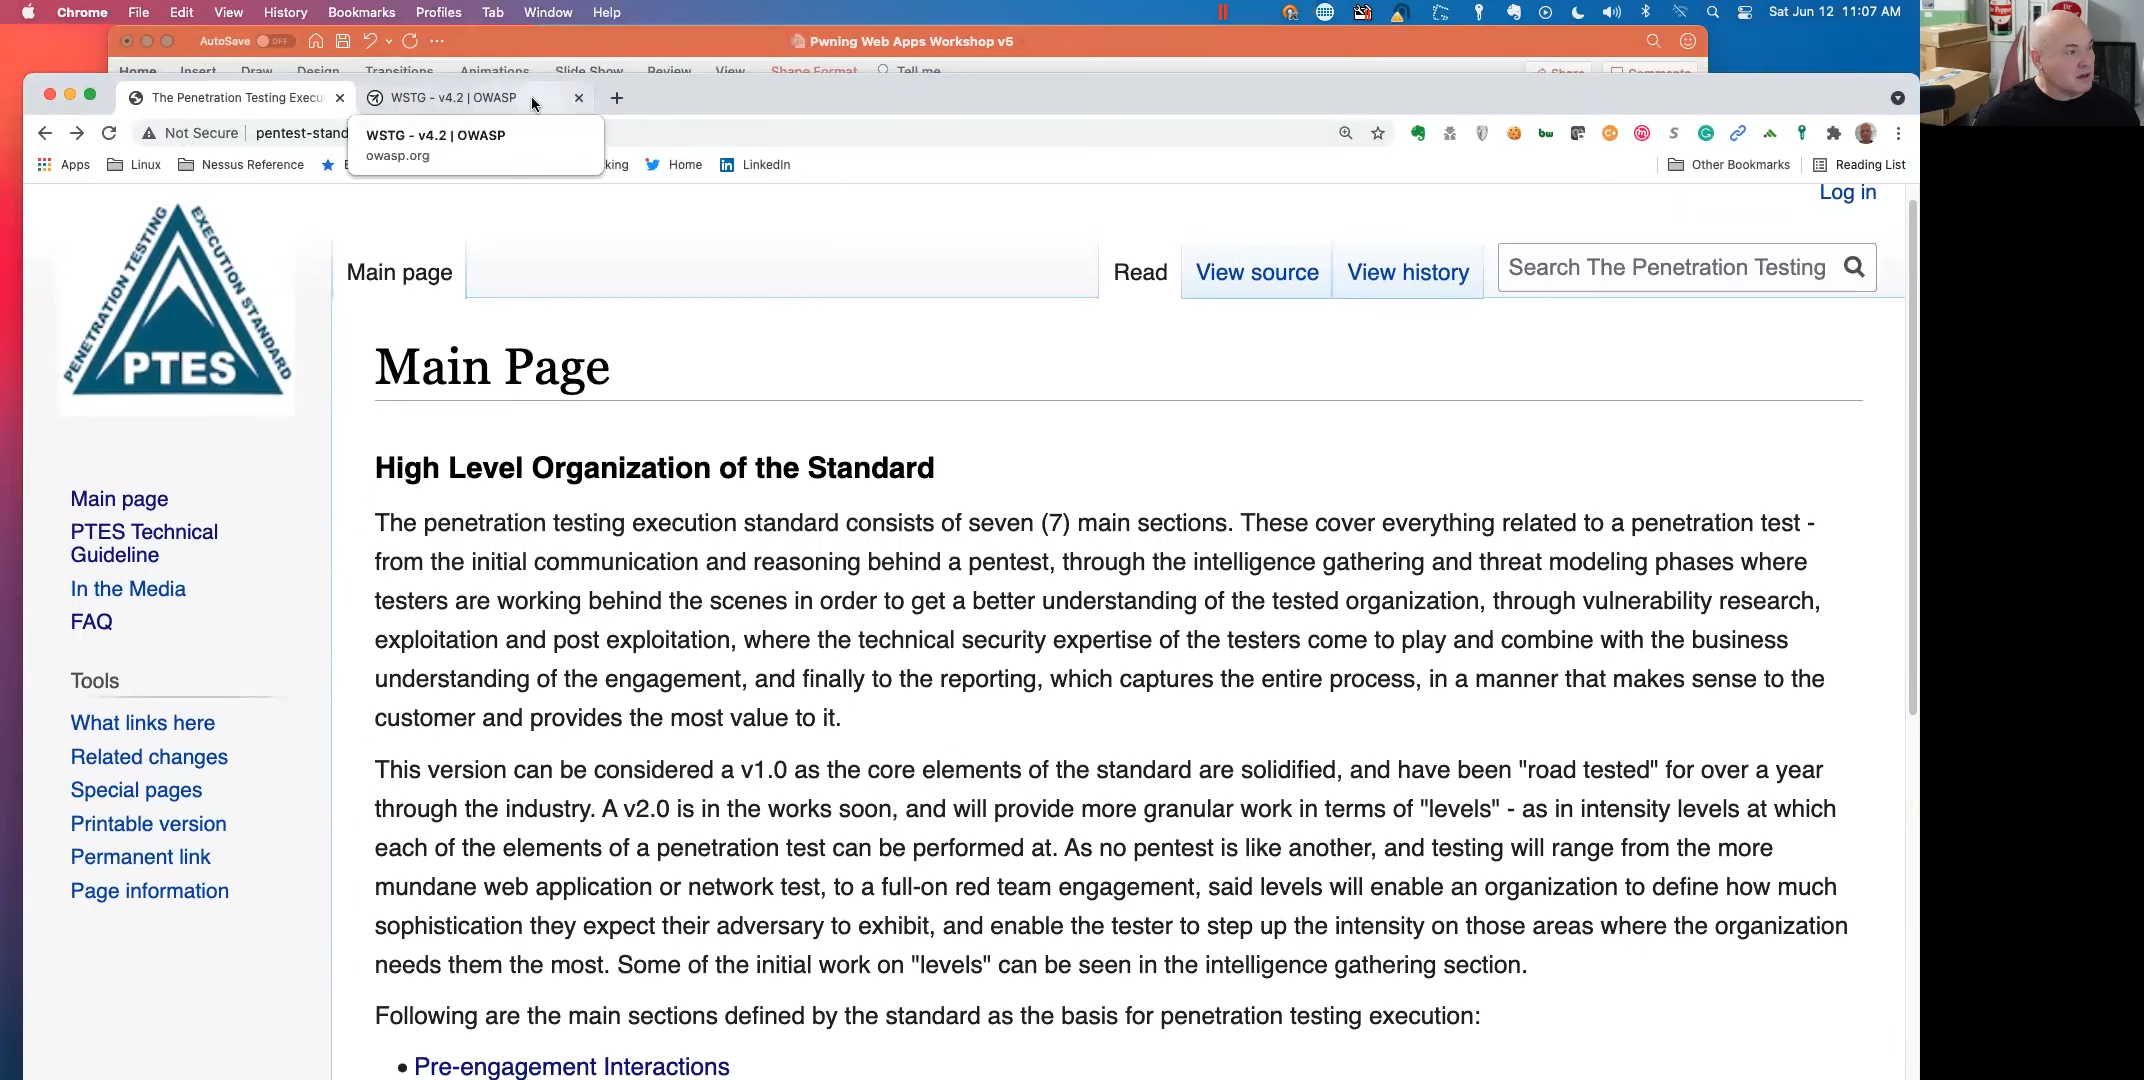 Chrome File Edit View History Bookmarks Profiles Tab Window Help Sat Jun 12 11:07 AM
AutoSave OFF Pwning Web Apps Workshop v5
Home Insert Draw Design Transitions Animations Slide Show Review View Shape Format Tell me Share Comments
The Penetration Testing Execu WSTG - v4.2 | OWASP
Not Secure pentest-stand
WSTG - v4.2 | OWASP
owasp.org
Apps Linux Nessus Reference king Home LinkedIn Other Bookmarks Reading List
Log in
PENETRATION TESTING EXECUTION STANDARD
PTES
Main page Read View source View history Search The Penetration Testing
Main Page
High Level Organization of the Standard
The penetration testing execution standard consists of seven (7) main sections. These cover everything related to a penetration test -
from the initial communication and reasoning behind a pentest, through the intelligence gathering and threat modeling phases where
testers are working behind the scenes in order to get a better understanding of the tested organization, through vulnerability research,
exploitation and post exploitation, where the technical security expertise of the testers come to play and combine with the business
understanding of the engagement, and finally to the reporting, which captures the entire process, in a manner that makes sense to the
customer and provides the most value to it.
This version can be considered a v1.0 as the core elements of the standard are solidified, and have been "road tested" for over a year
through the industry. A v2.0 is in the works soon, and will provide more granular work in terms of "levels" - as in intensity levels at which
each of the elements of a penetration test can be performed at. As no pentest is like another, and testing will range from the more
mundane web application or network test, to a full-on red team engagement, said levels will enable an organization to define how much
sophistication they expect their adversary to exhibit, and enable the tester to step up the intensity on those areas where the organization
needs them the most. Some of the initial work on "levels" can be seen in the intelligence gathering section.
Following are the main sections defined by the standard as the basis for penetration testing execution:
• Pre-engagement Interactions
Main page
PTES Technical
Guideline
In the Media
FAQ
Tools
What links here
Related changes
Special pages
Printable version
Permanent link
Page information